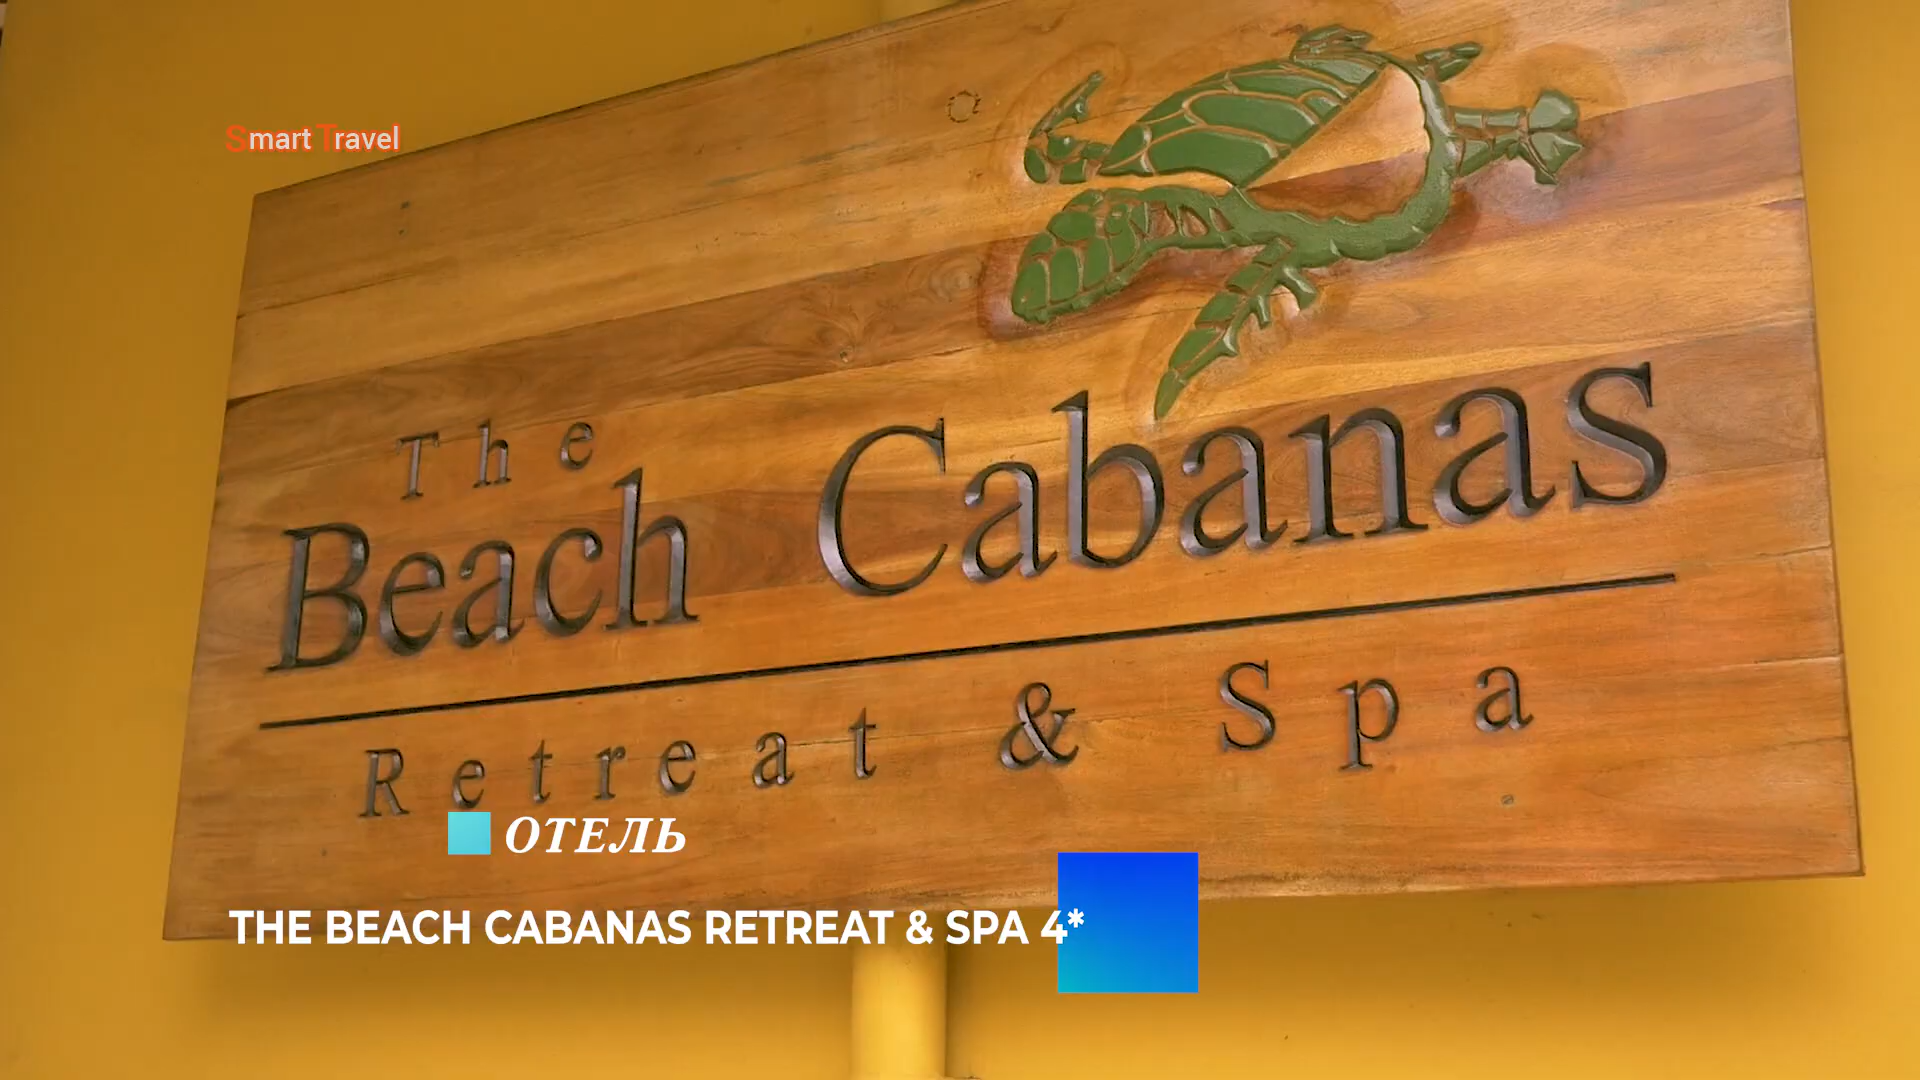 Smart Travel
The
Beach Cabanas
Retreat & Spa
ОТЕЛЬ
THE BEACH CABANAS RETREAT & SPA 4*